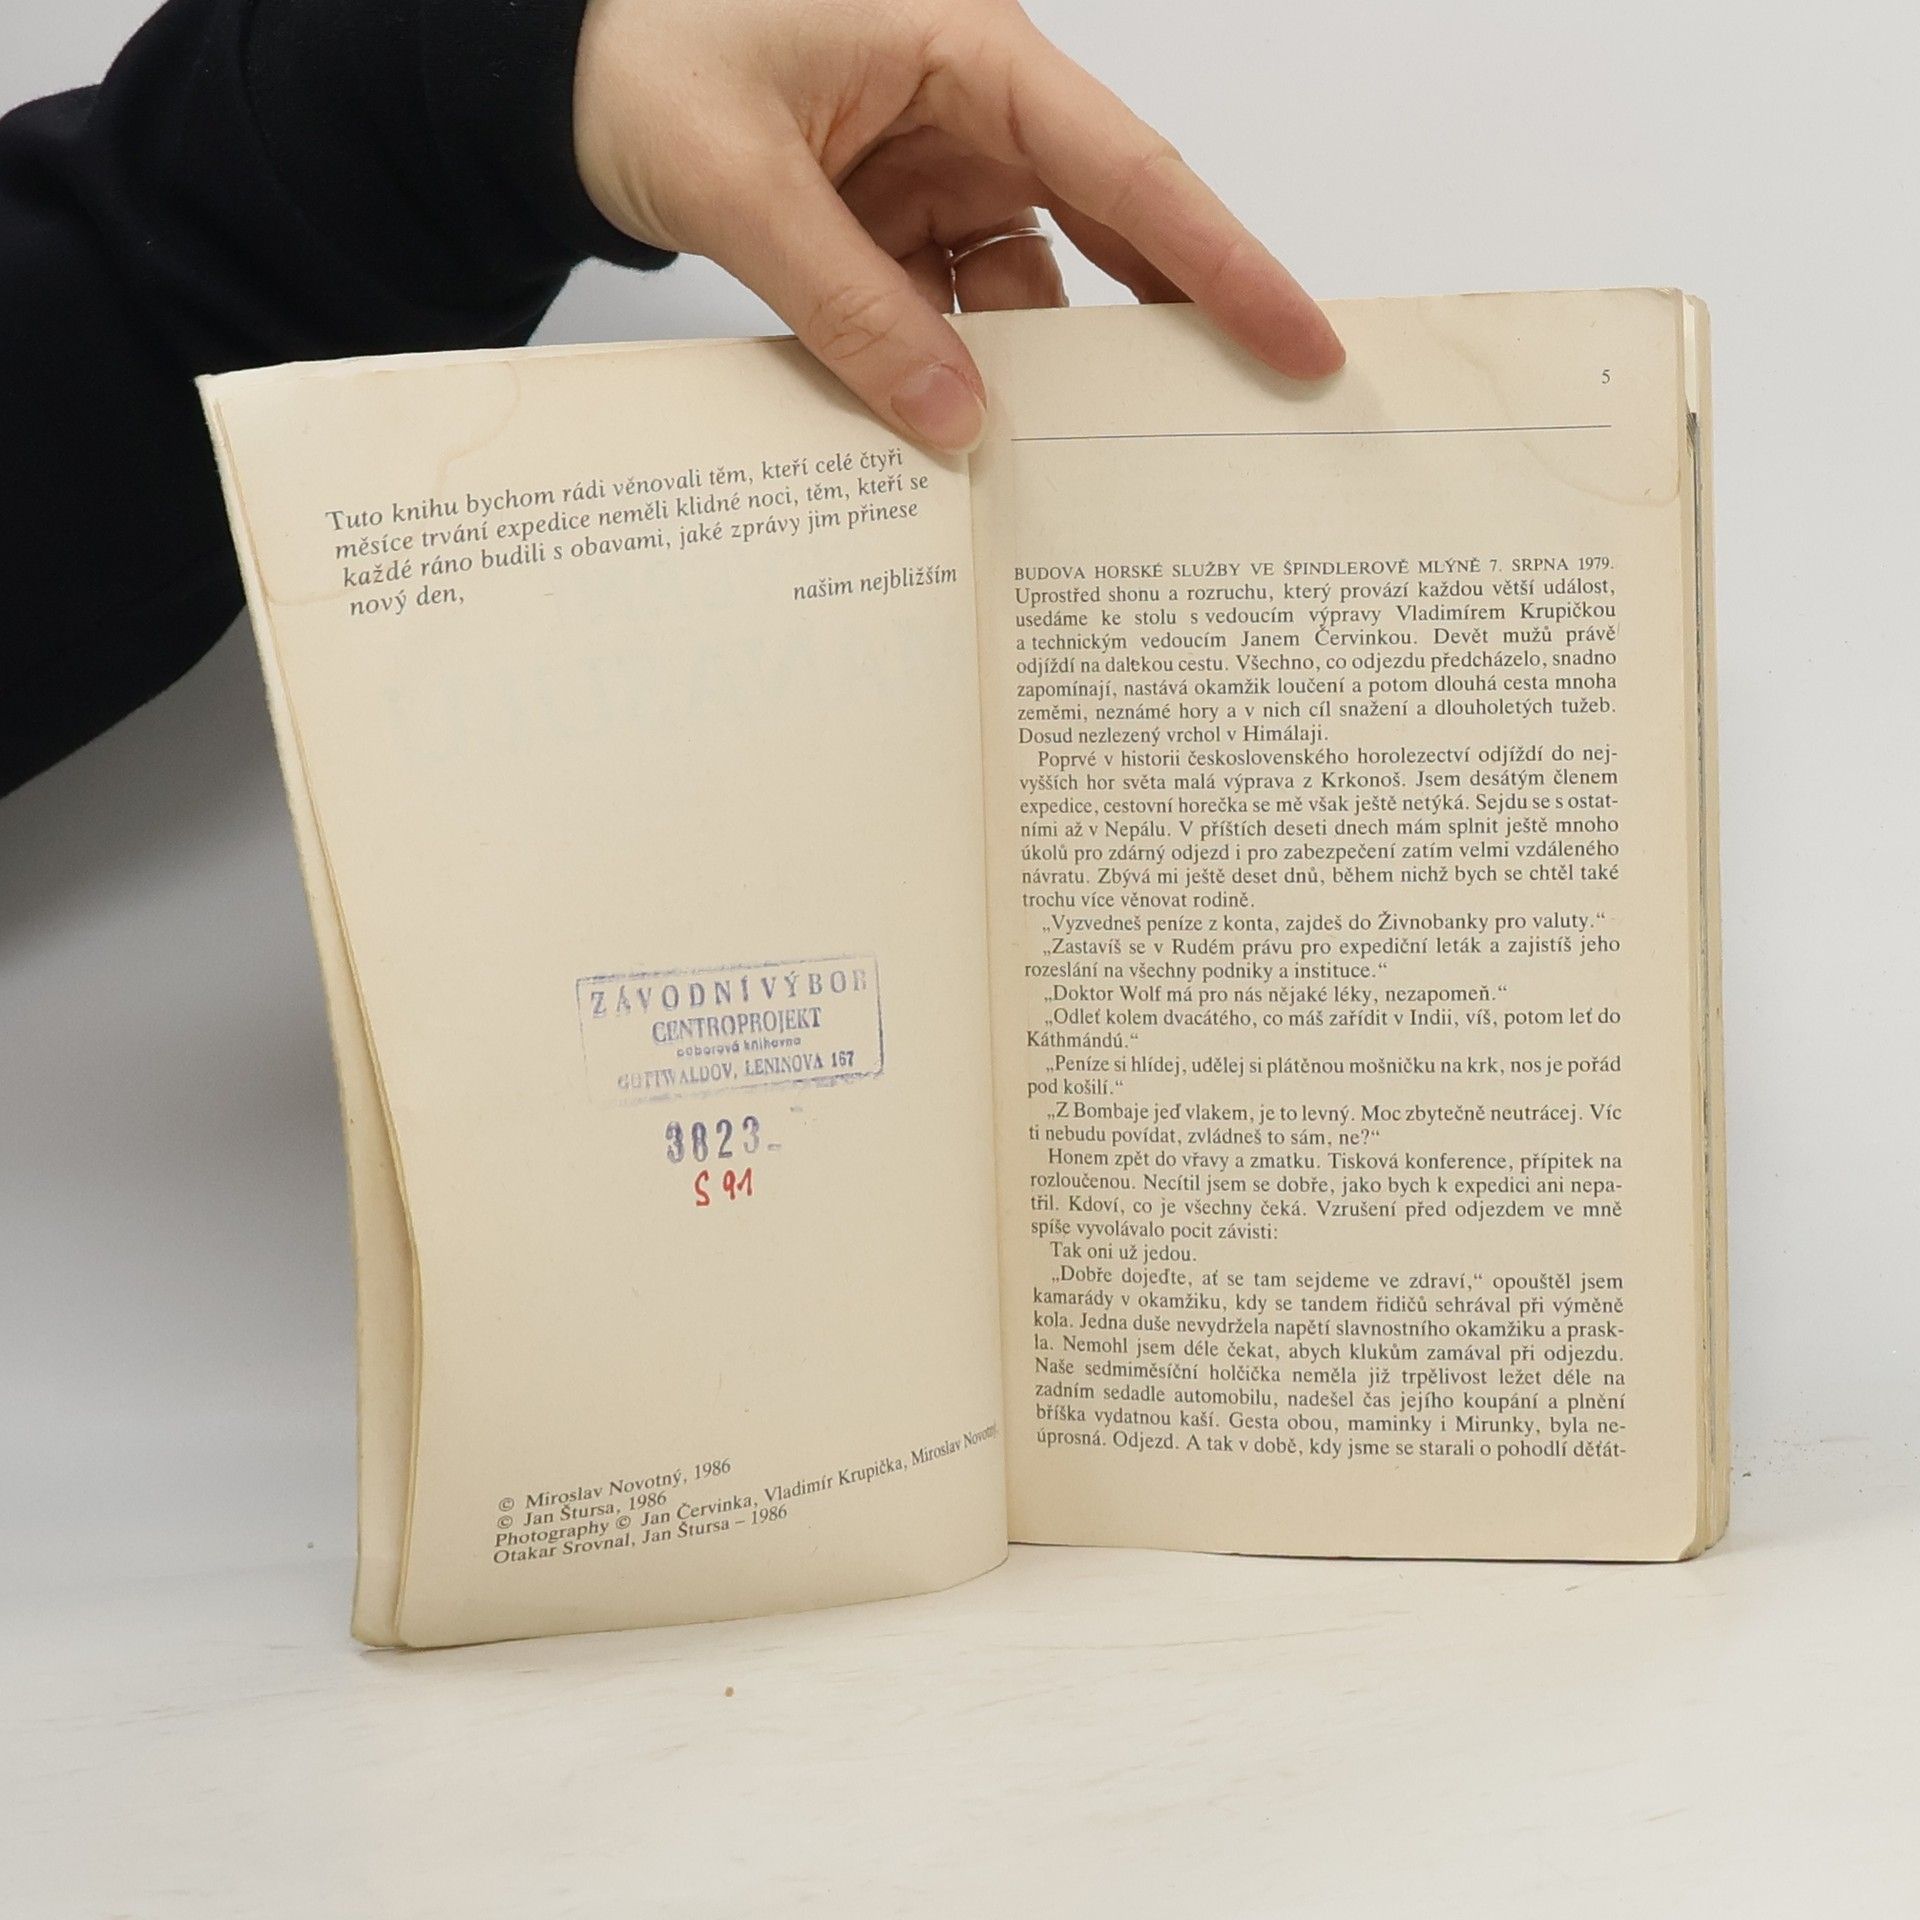 Tuto knihu bychom rádi věnovali těm, kteří celé čtyři
měsíce trvání expedice neměli klidné noci, těm, kteří se
každé ráno budili s obavami, jaké zprávy jim přinese
nový den,
našim nejbližším
ZÁVODNÍ VÝBOR
CENTROPROJEKT
odborová knihovna
GOTTWALDOV, LENINOVA 167
3823
S 91
© Miroslav Novotný, 1986
© Jan Štursa, 1986
Photography © Jan Červinka, Vladimír Krupička, Miroslav Novotný,
Otakar Srovnal, Jan Štursa – 1986
5
BUDOVA HORSKÉ SLUŽBY VE ŠPINDLEROVĚ MLÝNĚ 7. SRPNA 1979.
Uprostřed shonu a rozruchu, který provází každou větší událost,
usedáme ke stolu s vedoucím výpravy Vladimírem Krupičkou
a technickým vedoucím Janem Červinkou. Devět mužů právě
odjíždí na dalekou cestu. Všechno, co odjezdu předcházelo, snadno
zapomínají, nastává okamžik loučení a potom dlouhá cesta mnoha
zeměmi, neznámé hory a v nich cíl snažení a dlouholetých tužeb.
Dosud nezlezený vrchol v Himálaji.
Poprvé v historii československého horolezectví odjíždí do nej-
vyšších hor světa malá výprava z Krkonoš. Jsem desátým členem
expedice, cestovní horečka se mě však ještě netýká. Sejdu se s ostat-
ními až v Nepálu. V příštích deseti dnech mám splnit ještě mnoho
úkolů pro zdárný odjezd i pro zabezpečení zatím velmi vzdáleného
návratu. Zbývá mi ještě deset dnů, během nichž bych se chtěl také
trochu více věnovat rodině.
„Vyzvedneš peníze z konta, zajdeš do Živnobanky pro valuty.“
„Zastavíš se v Rudém právu pro expediční leták a zajistíš jeho
rozeslání na všechny podniky a instituce.“
„Doktor Wolf má pro nás nějaké léky, nezapomeň.“
„Odleť kolem dvacátého, co máš zařídit v Indii, víš, potom leť do
Káthmándú.“
„Peníze si hlídej, udělej si plátěnou mošničku na krk, nos je pořád
pod košilí.“
„Z Bombaje jeď vlakem, je to levný. Moc zbytečně neutrácej. Víc
ti nebudu povídat, zvládneš to sám, ne?“
Honem zpět do vřavy a zmatku. Tisková konference, přípitek na
rozloučenou. Necítil jsem se dobře, jako bych k expedici ani nepa-
třil. Kdoví, co je všechny čeká. Vzrušení před odjezdem ve mně
spíše vyvolávalo pocit závisti:
Tak oni už jedou.
„Dobře dojeďte, ať se tam sejdeme ve zdraví,“ opouštěl jsem
kamarády v okamžiku, kdy se tandem řidičů sehrával při výměně
kola. Jedna duše nevydržela napětí slavnostního okamžiku a prask-
la. Nemohl jsem déle čekat, abych klukům zamával při odjezdu.
Naše sedmiměsíční holčička neměla již trpělivost ležet déle na
zadním sedadle automobilu, nadešel čas jejího koupání a plnění
bříška vydatnou kaší. Gesta obou, maminky i Mirunky, byla ne-
úprosná. Odjezd. A tak v době, kdy jsme se starali o pohodlí děťát-